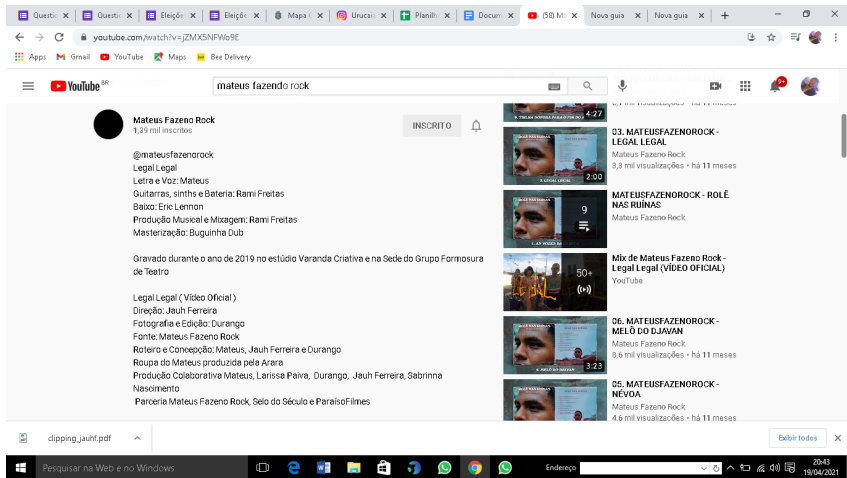 Questic
Questic
Eleiçõe
Eleiçõe
Mapa C
Urucaia
Planilh
Docum
(58) M
Nova guia
Nova guia
youtube.com/watch?v=jZMX5NFWo9E
Apps
Gmail
YouTube
Maps
Bee Delivery
YouTube BR
mateus fazendo rock
9+
Mateus Fazeno Rock
1,39 mil inscritos
INSCRITO
@mateusfazenorock
Legal Legal
Letra e Voz: Mateus
Guitarras, sinths e Bateria: Rami Freitas
Baixo: Eric Lennon
Produção Musical e Mixagem: Rami Freitas
Masterização: Buguinha Dub
Gravado durante o ano de 2019 no estúdio Varanda Criativa e na Sede do Grupo Formosura
de Teatro
Legal Legal ( Vídeo Oficial )
Direção: Jauh Ferreira
Fotografia e Edição: Durango
Fonte: Mateus Fazeno Rock
Roteiro e Concepção: Mateus, Jauh Ferreira e Durango
Roupa do Mateus produzida pela Arara
Produção Colaborativa Mateus, Larissa Paiva, Durango, Jauh Ferreira, Sabrinna
Nascimento
Parceria Mateus Fazeno Rock, Selo do Século e ParaísoFilmes
4:27
03. MATEUSFAZENOROCK -
LEGAL LEGAL
Mateus Fazeno Rock
3,3 mil visualizações • há 11 meses
3. LEGAL LEGAL
2:00
MATEUSFAZENOROCK - ROLÊ
NAS RUÍNAS
Mateus Fazeno Rock
9
Mix de Mateus Fazeno Rock -
Legal Legal (VÍDEO OFICIAL)
YouTube
LEGAL
50+
06. MATEUSFAZENOROCK -
MELÔ DO DJAVAN
Mateus Fazeno Rock
8,6 mil visualizações • há 11 meses
3:23
05. MATEUSFAZENOROCK -
NÉVOA
Mateus Fazeno Rock
4,6 mil visualizações • há 11 meses
clipping_jauhf.pdf
Exibir todos
Pesquisar na Web e no Windows
Endereço
20:43
19/04/2021